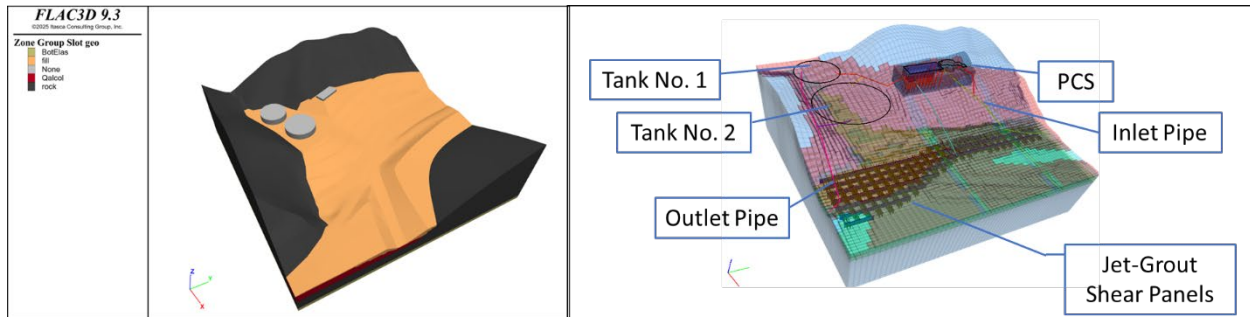 FLAC3D 9.3
©2025 Itasca Consulting Group, Inc.
Zone Group Slot geo
BotElas
fill
None
Qalcol
rock
Z
Y
X
Tank No. 1
Tank No. 2
Outlet Pipe
PCS
Inlet Pipe
Jet-Grout
Shear Panels